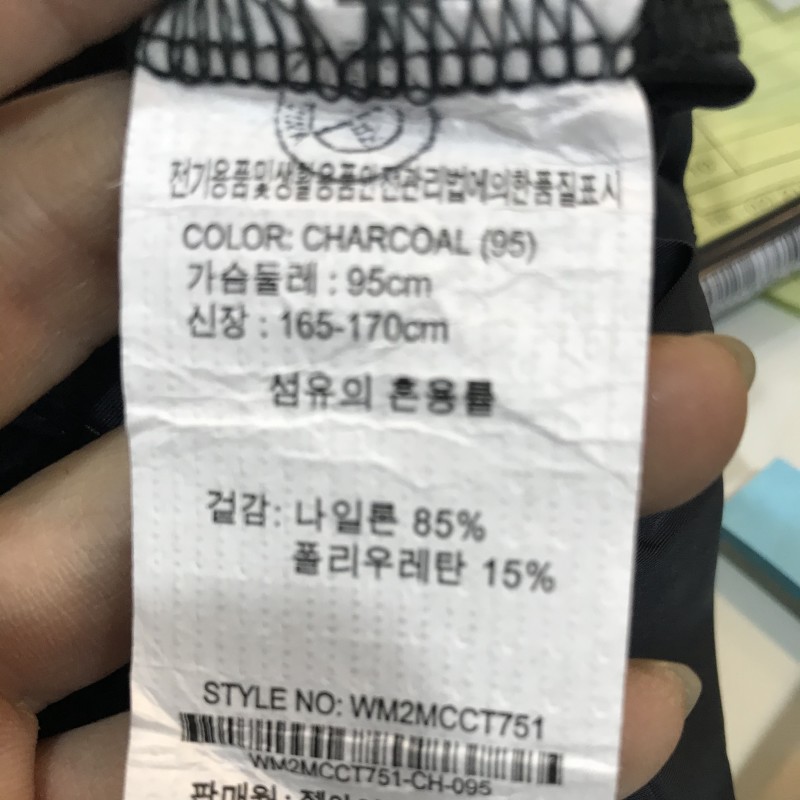 전기용품및생활용품안전관리법에의한품질표시
COLOR: CHARCOAL (95)
가슴둘레 : 95cm
신장 : 165-170cm
섬유의 혼용률
겉감: 나일론 85%
폴리우레탄 15%
STYLE NO: WM2MCCT751
WM2MCCT751-CH-095
판매원 :